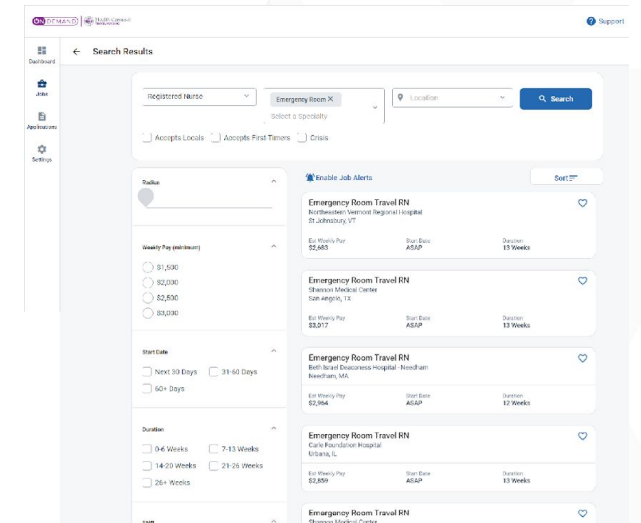 ONDEMAND
Support
Dashboard
Search Results
Jobs
Applications
Settings
Registered Nurse
Emergency Room X
Select a Specialty
Location
Search
Accepts Locals
Accepts First-Timers
Crisis
Radius
Weekly Pay (minimum)
$1,500
$2,000
$2,500
$3,000
Start Date
Next 30 Days
31-60 Days
60+ Days
Duration
0-6 Weeks
7-13 Weeks
14-20 Weeks
21-26 Weeks
26+ Weeks
Enable Job Alerts
Sort
Emergency Room Travel RN
Northeastern Vermont Regional Hospital
St Johnsbury, VT
Est Weekly Pay Start Date Duration
$2,683 ASAP 13 Weeks
Emergency Room Travel RN
Shannon Medical Center
San Angelo, TX
Est Weekly Pay Start Date Duration
$3,017 ASAP 13 Weeks
Emergency Room Travel RN
Beth Israel Deaconess Hospital - Needham
Needham, MA
Est Weekly Pay Start Date Duration
$2,964 ASAP 12 Weeks
Emergency Room Travel RN
Carle Foundation Hospital
Urbana, IL
Est Weekly Pay Start Date Duration
$2,859 ASAP 13 Weeks
Emergency Room Travel RN
Shannon Medical Center